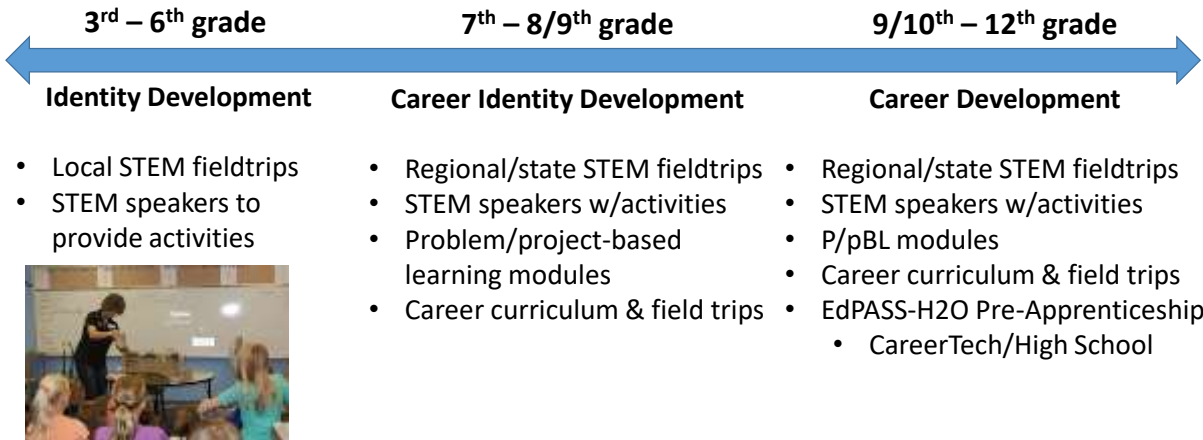 3rd – 6th grade
Identity Development
• Local STEM fieldtrips
• STEM speakers to
provide activities
7th – 8/9th grade
Career Identity Development
• Regional/state STEM fieldtrips
• STEM speakers w/activities
• Problem/project-based
learning modules
• Career curriculum & field trips
9/10th – 12th grade
Career Development
• Regional/state STEM fieldtrips
• STEM speakers w/activities
• P/pBL modules
• Career curriculum & field trips
• EdPASS-H2O Pre-Apprenticeship
• CareerTech/High School